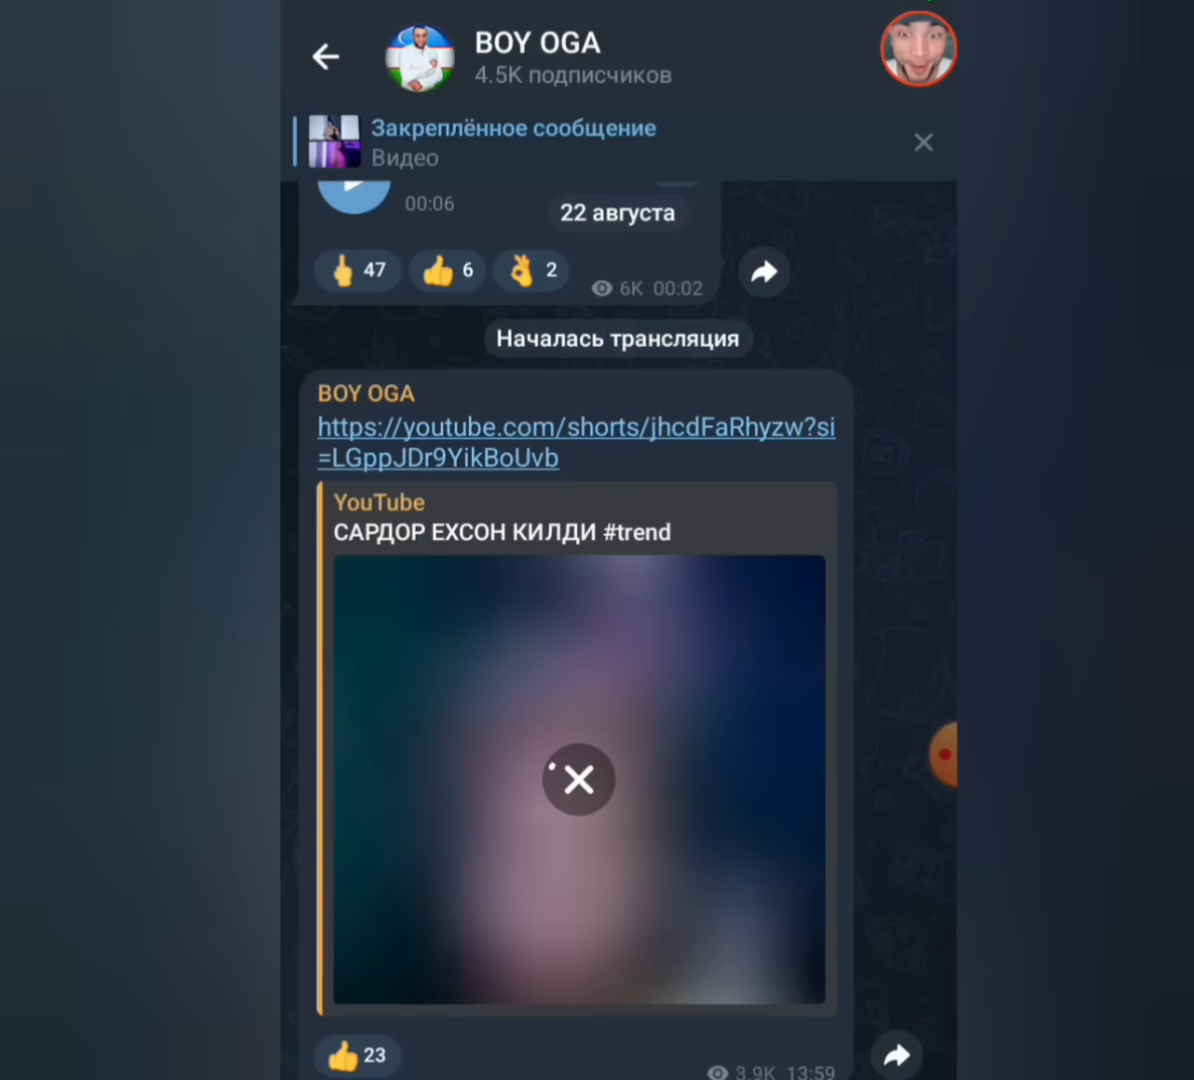 BOY OGA
4.5K подписчиков
Закреплённое сообщение
Видео
00:06
22 августа
47
6
2
6K 00:02
Началась трансляция
BOY OGA
https://youtube.com/shorts/jhcdFaRhyzw?si
=LGppJDr9YikBoUvb
YouTube
САРДОР ЕХСОН КИЛДИ #trend
23
3.9K 13:59